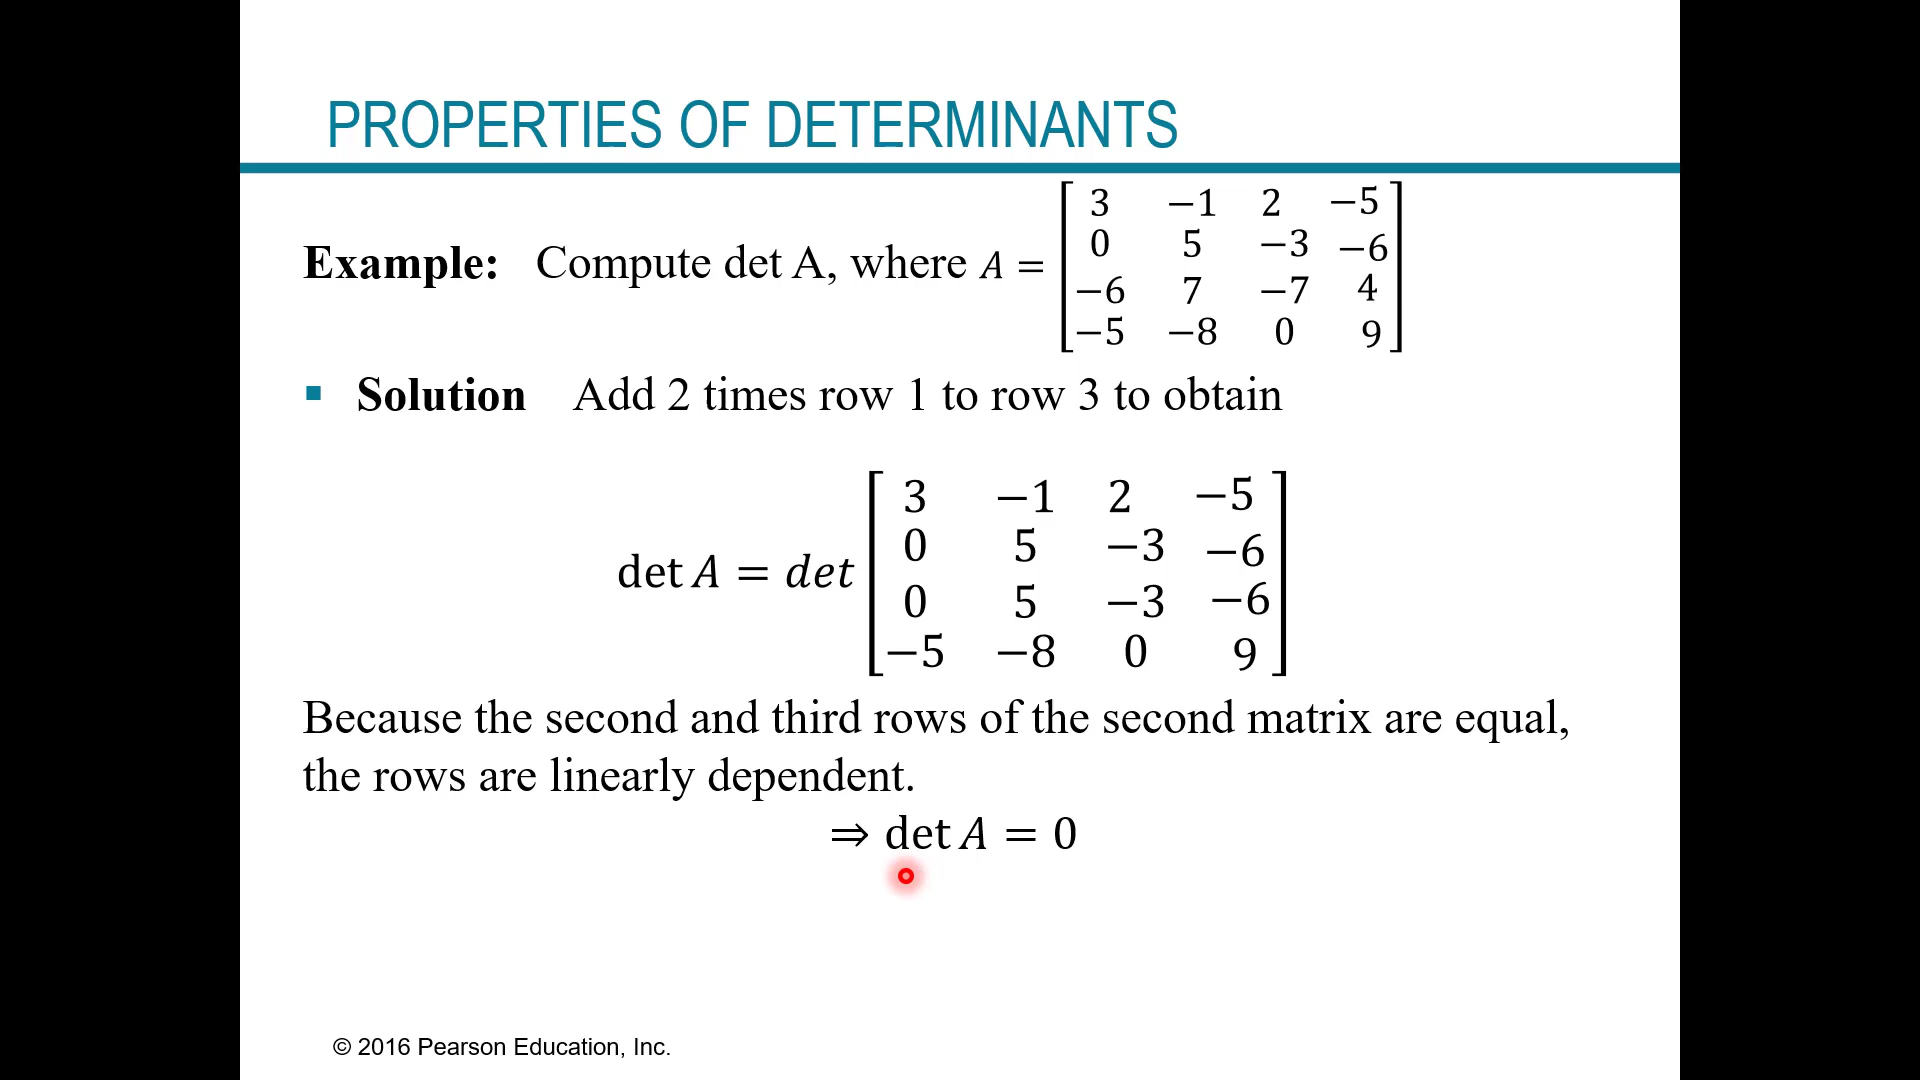 PROPERTIES OF DETERMINANTS
Example: Compute det A, where A = [
3 −1 2 −5
0 5 −3 −6
−6 7 −7 4
−5 −8 0 9
]
▪ Solution Add 2 times row 1 to row 3 to obtain
det A = det [
3 −1 2 −5
0 5 −3 −6
0 5 −3 −6
−5 −8 0 9
]
Because the second and third rows of the second matrix are equal,
the rows are linearly dependent.
⇒ det A = 0
© 2016 Pearson Education, Inc.